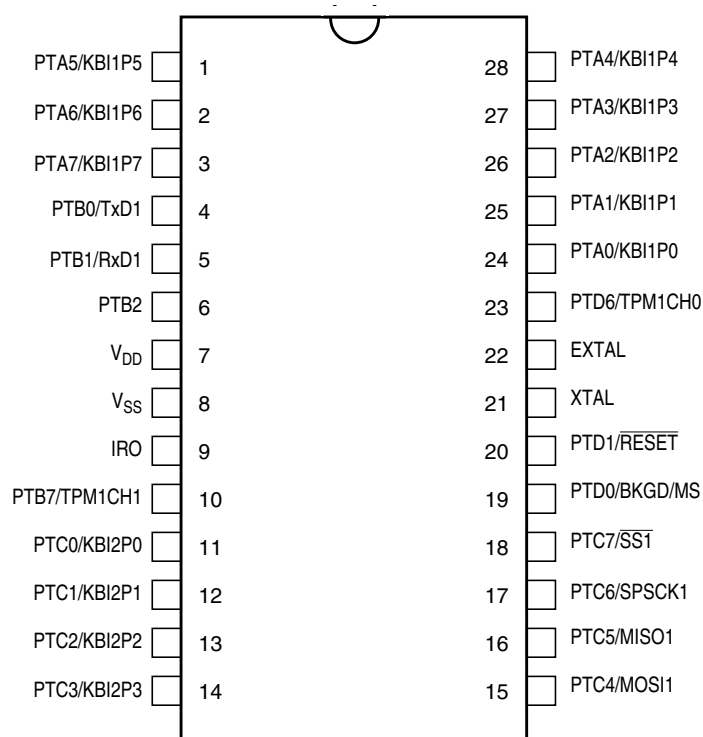 PTA5/KBI1P5 1 28 PTA4/KBI1P4
PTA6/KBI1P6 2 27 PTA3/KBI1P3
PTA7/KBI1P7 3 26 PTA2/KBI1P2
PTB0/TxD1 4 25 PTA1/KBI1P1
PTB1/RxD1 5 24 PTA0/KBI1P0
PTB2 6 23 PTD6/TPM1CH0
VDD 7 22 EXTAL
VSS 8 21 XTAL
IRO 9 20 PTD1/RESET
PTB7/TPM1CH1 10 19 PTD0/BKGD/MS
PTC0/KBI2P0 11 18 PTC7/SS1
PTC1/KBI2P1 12 17 PTC6/SPSCK1
PTC2/KBI2P2 13 16 PTC5/MISO1
PTC3/KBI2P3 14 15 PTC4/MOSI1